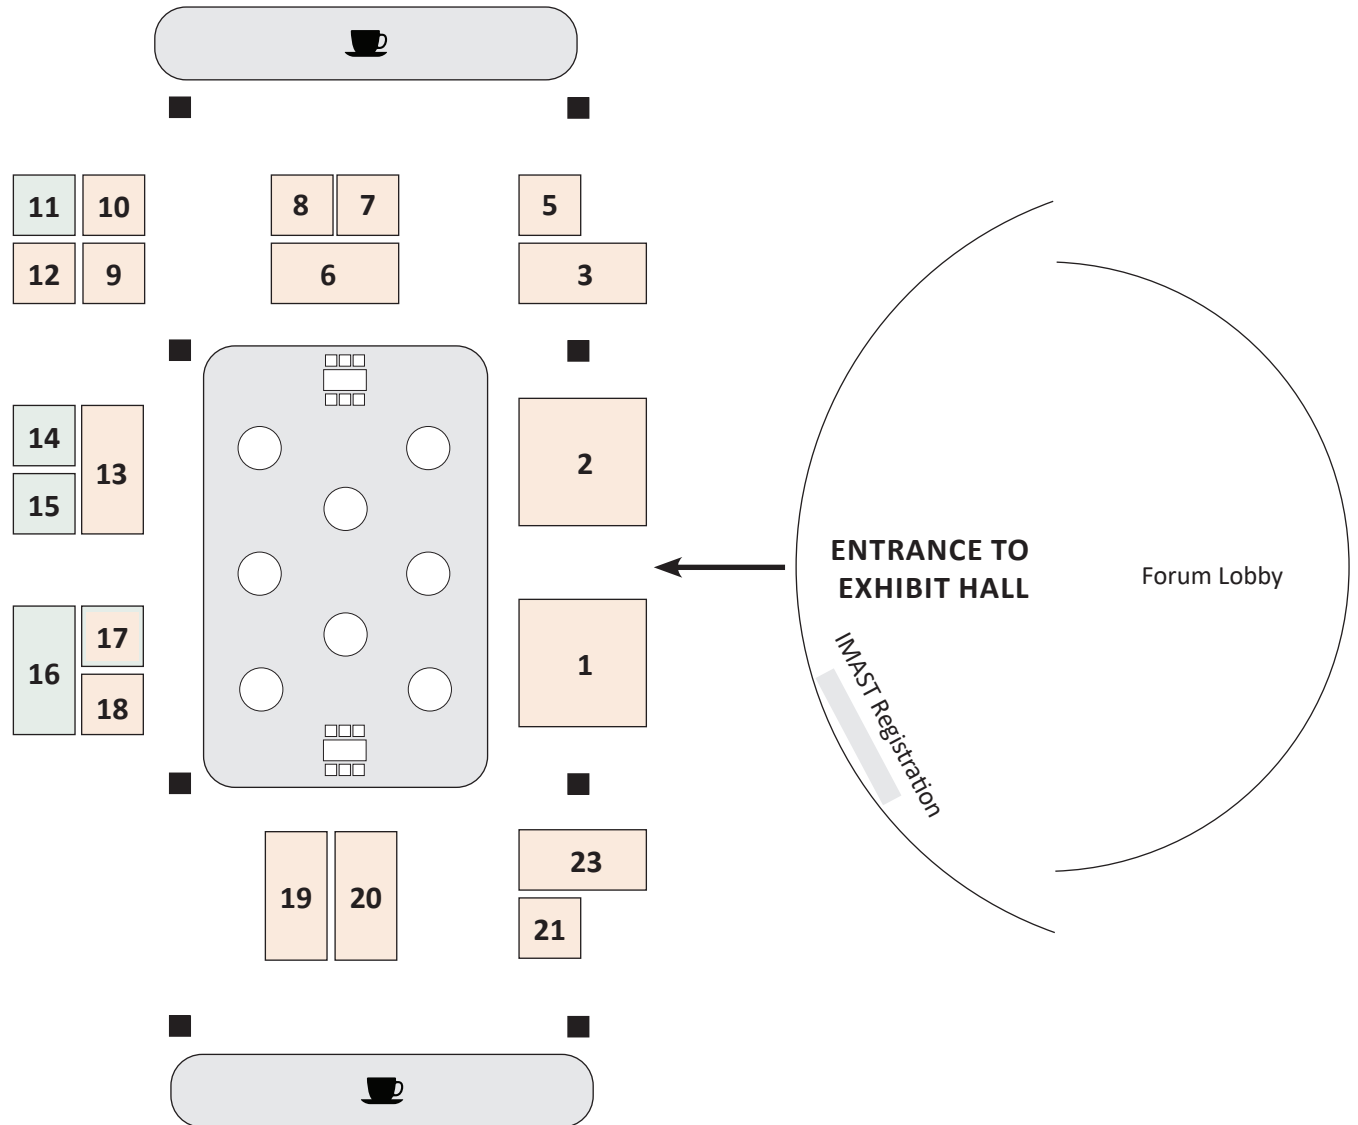 11 10 8 7 5
12 9 6 3
14 13 2
15
ENTRANCE TO
EXHIBIT HALL
Forum Lobby
17 1
16
18
IMAST Registration
23
19 20
21